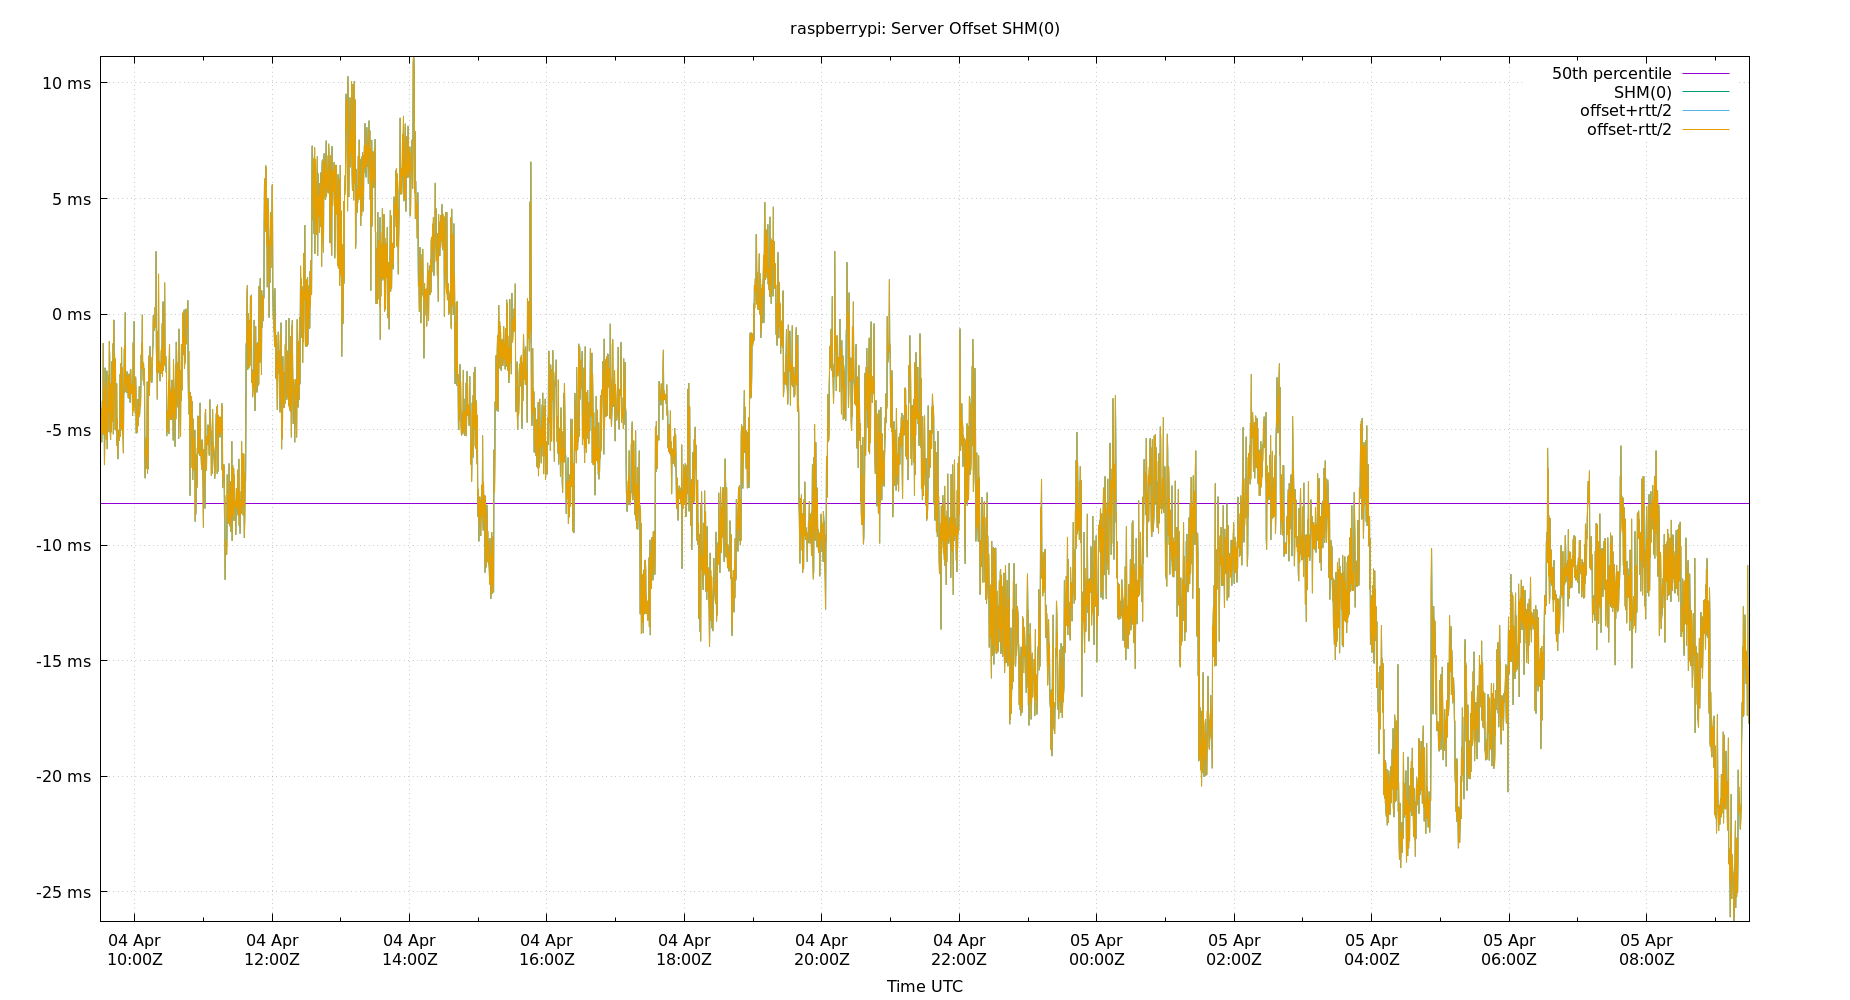 raspberrypi: Server Offset SHM(0)
50th percentile
SHM(0)
offset+rtt/2
offset-rtt/2
10 ms
5 ms
0 ms
-5 ms
-10 ms
-15 ms
-20 ms
-25 ms
04 Apr 04 Apr 04 Apr 04 Apr 04 Apr 04 Apr 04 Apr 05 Apr 05 Apr 05 Apr 05 Apr 05 Apr
10:00Z 12:00Z 14:00Z 16:00Z 18:00Z 20:00Z 22:00Z 00:00Z 02:00Z 04:00Z 06:00Z 08:00Z
Time UTC